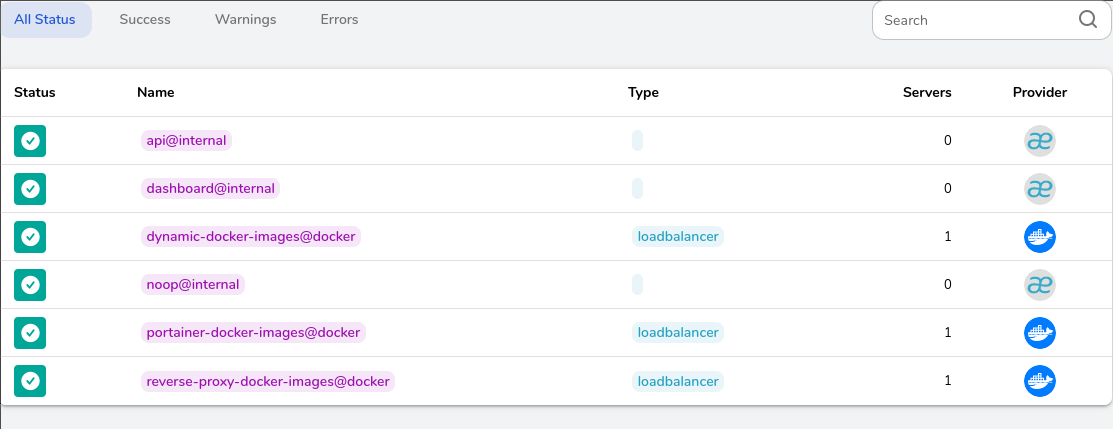 All Status Success Warnings Errors Search
Status Name Type Servers Provider
api@internal 0 æ
dashboard@internal 0 æ
dynamic-docker-images@docker loadbalancer 1
noop@internal 0 æ
portainer-docker-images@docker loadbalancer 1
reverse-proxy-docker-images@docker loadbalancer 1